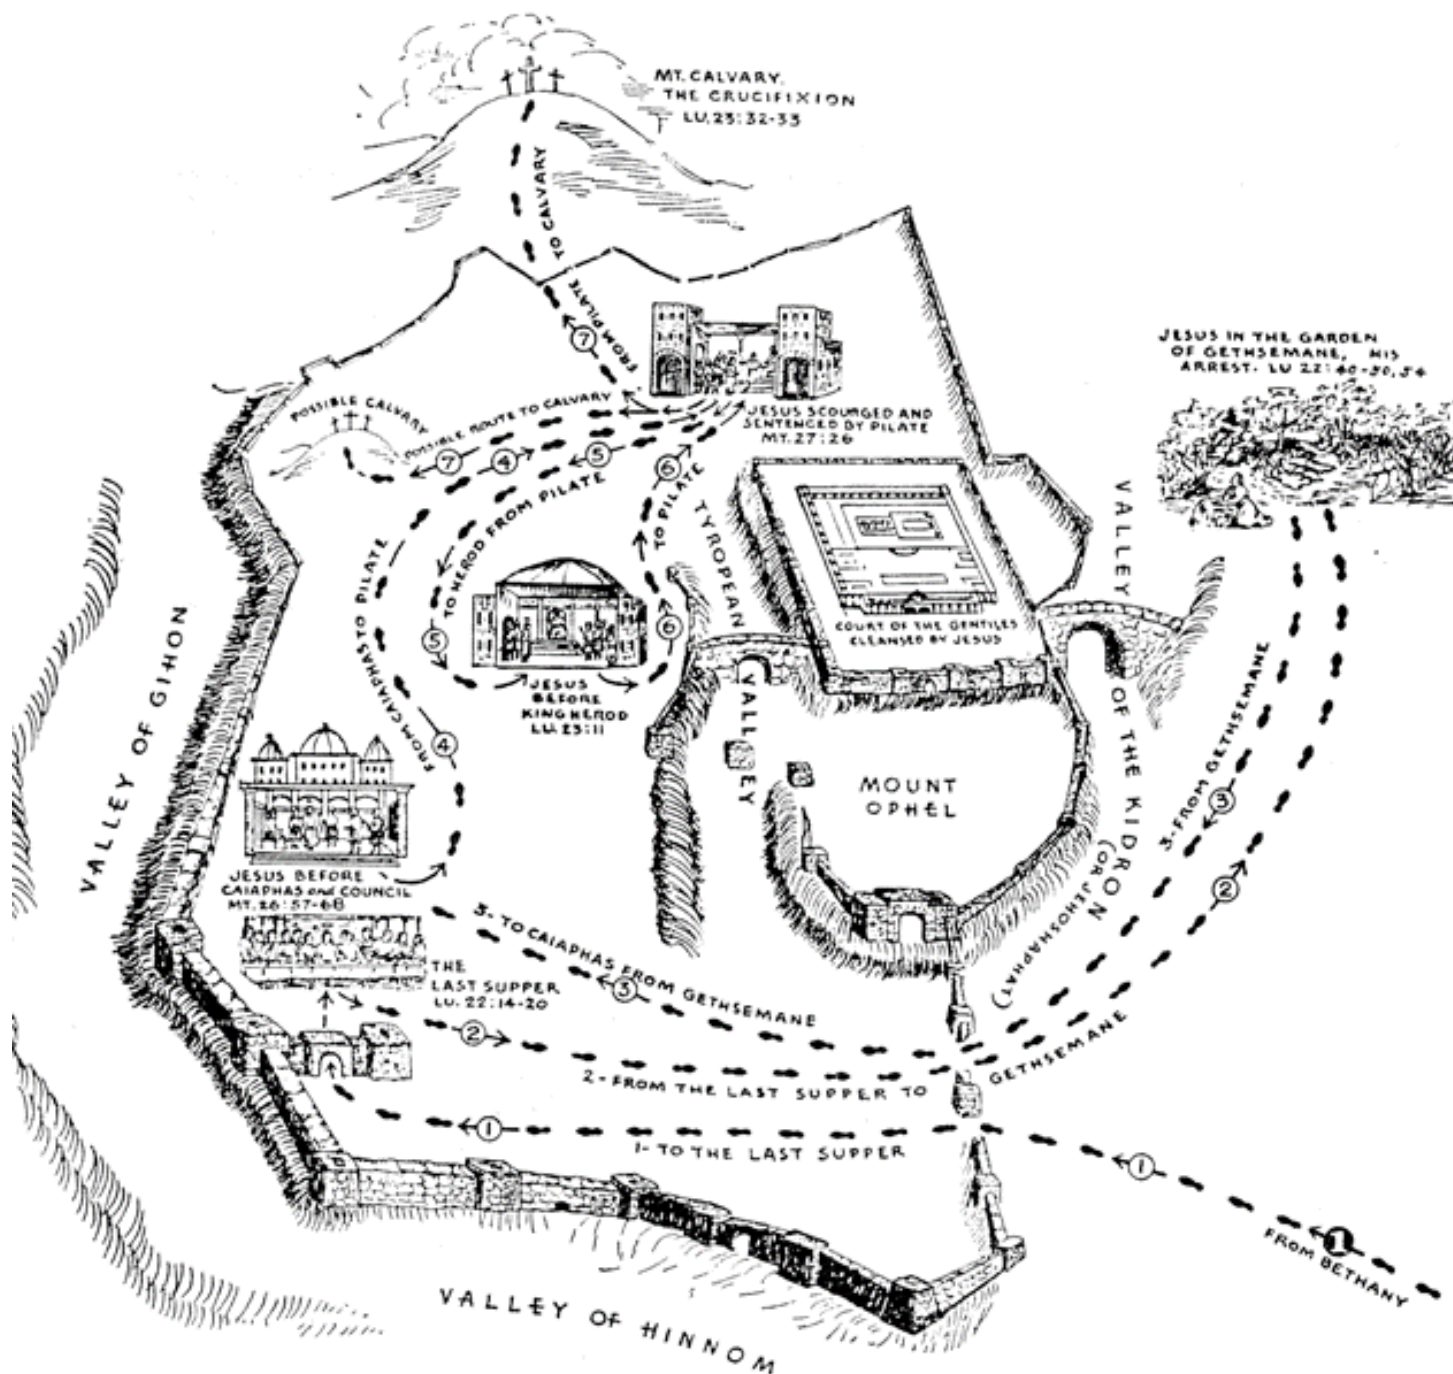 MT. CALVARY.
THE CRUCIFIXION
LU. 23:32-33
TO CALVARY
FROM PILATE
7
JESUS IN THE GARDEN
OF GETHSEMANE, HIS
ARREST. LU 22:40-50,54
POSSIBLE CALVARY
POSSIBLE ROUTE TO CALVARY
7
4
5
6
JESUS SCOURGED AND
SENTENCED BY PILATE
MT. 27:26
TO HEROD FROM PILATE
TO PILATE
TYROPEAN
VALLEY
COURT OF THE GENTILES
CLEANSED BY JESUS
VALLEY
OF THE KIDRON
(OR JEHOSHAPHAT)
FROM CAIAPHAS TO PILATE
5
6
JESUS
BEFORE
KING HEROD
LU. 23:11
4
VALLEY OF GIHON
MOUNT
OPHEL
3-FROM GETHSEMANE
3
2
JESUS BEFORE
CAIAPHAS and COUNCIL
MT. 26:57-68
3-TO CAIAPHAS FROM GETHSEMANE
3
THE
LAST SUPPER
LU. 22:14-20
2
2-FROM THE LAST SUPPER TO GETHSEMANE
1
1-TO THE LAST SUPPER
1
1
FROM BETHANY
VALLEY OF HINNOM